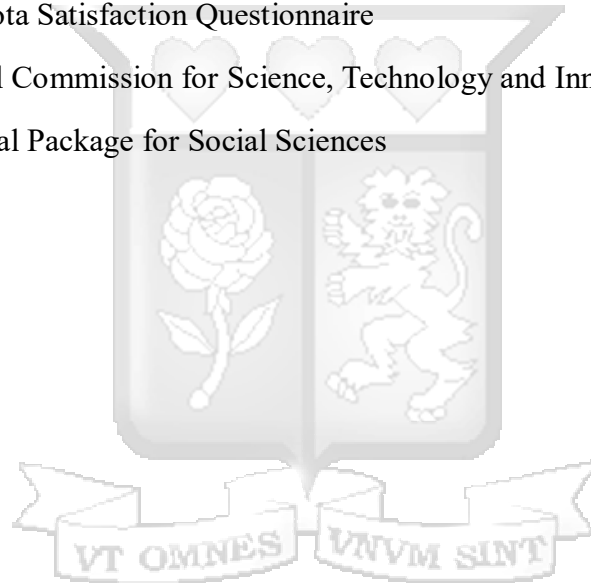 ota Satisfaction Questionnaire
l Commission for Science, Technology and Inn
al Package for Social Sciences
VT OMNES VNVM SINT